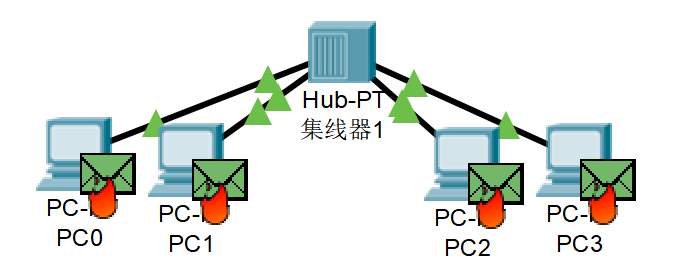 Hub-PT
集线器1
PC-
PC0
PC-
PC1
PC-
PC2
PC-
PC3